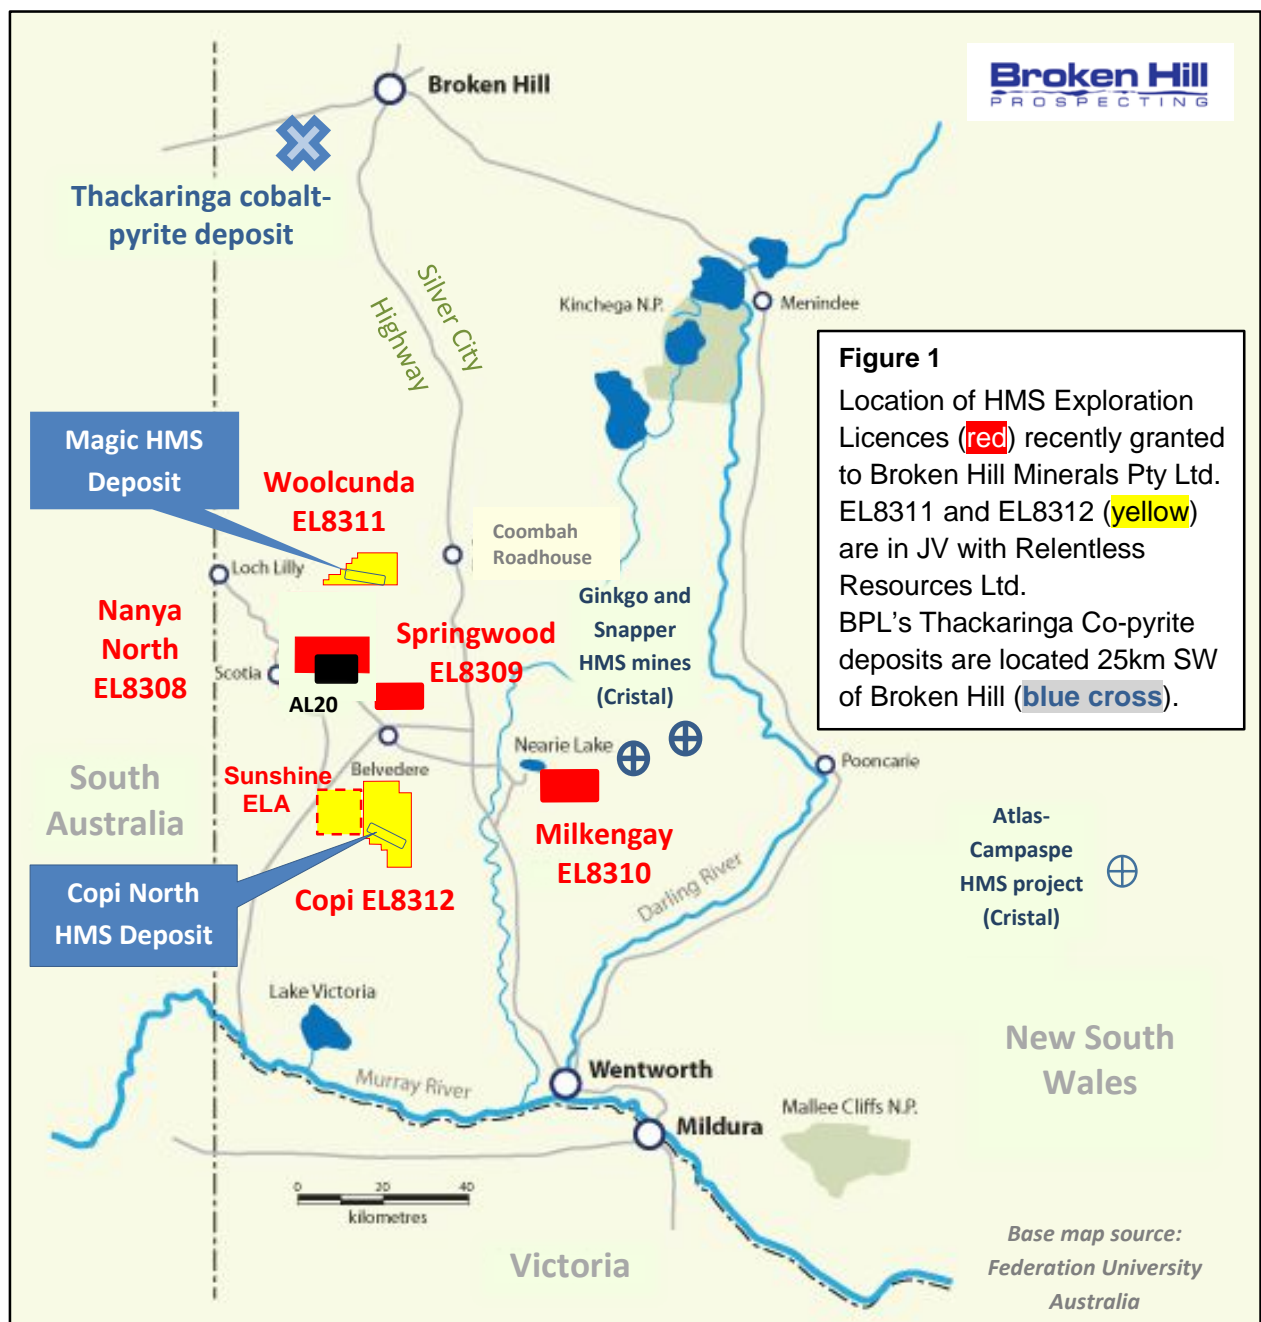 Broken Hill
Broken Hill
PROSPECTING
Thackaringa cobalt-
pyrite deposit
Silver City
Highway
Kinchega N.P.
Menindee
Figure 1
Location of HMS Exploration
Licences (red) recently granted
to Broken Hill Minerals Pty Ltd.
EL8311 and EL8312 (yellow)
are in JV with Relentless
Resources Ltd.
BPL's Thackaringa Co-pyrite
deposits are located 25km SW
of Broken Hill (blue cross).
Magic HMS
Deposit
Woolcunda
EL8311
Coombah
Roadhouse
Loch Lilly
Nanya
North
EL8308
Scotia
AL20
Springwood
EL8309
Ginkgo and
Snapper
HMS mines
(Cristal)
Nearie Lake
Pooncarie
South
Australia
Sunshine
ELA
Belvedere
Milkengay
EL8310
Atlas-
Campaspe
HMS project
(Cristal)
Copi North
HMS Deposit
Copi EL8312
Darling River
Lake Victoria
Murray River
Wentworth
Mildura
New South
Wales
Mallee Cliffs N.P.
0 20 40
kilometres
Victoria
Base map source:
Federation University
Australia